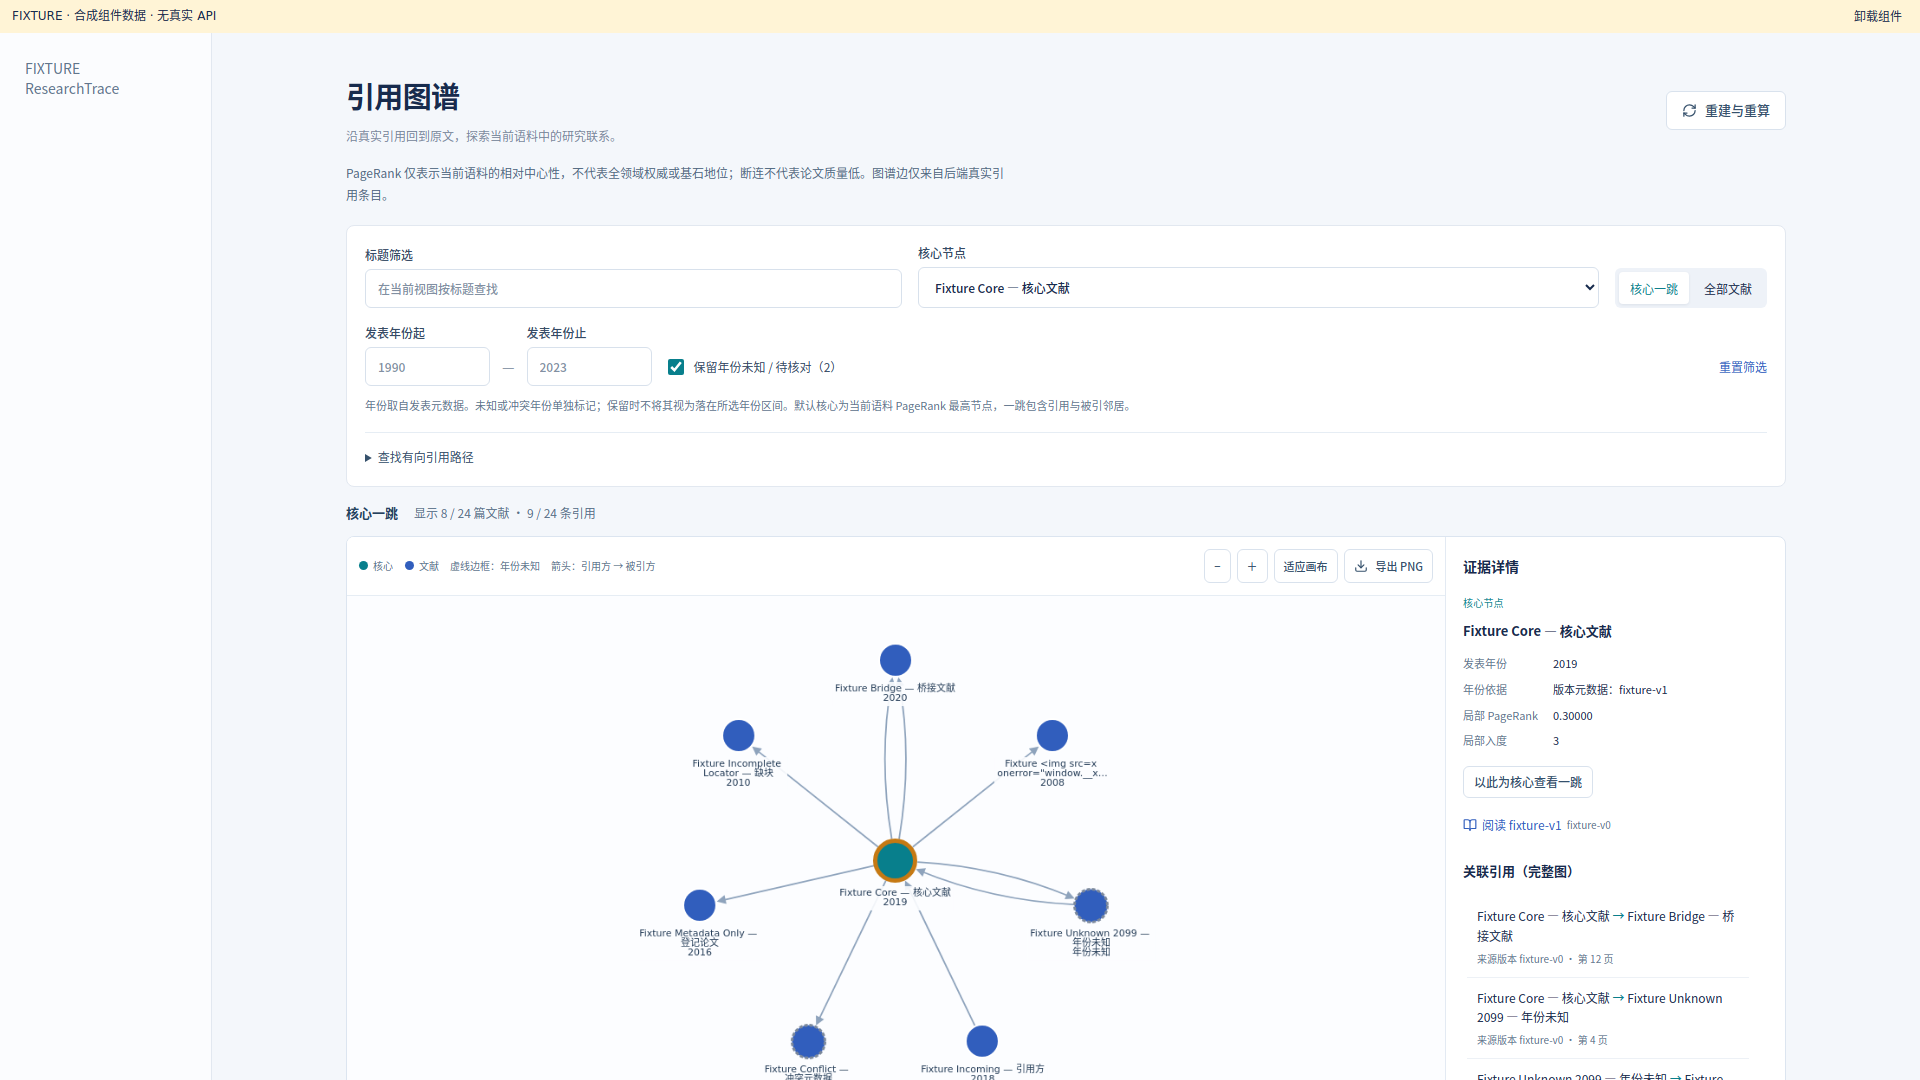 FIXTURE · 合成组件数据 · 无真实 API
卸载组件
FIXTURE
ResearchTrace
引用图谱
沿真实引用回到原文，探索当前语料中的研究联系。
重建与重算
PageRank 仅表示当前语料的相对中心性，不代表全领域权威或基石地位；断连不代表论文质量低。图谱边仅来自后端真实引
用条目。
标题筛选
在当前视图按标题查找
核心节点
Fixture Core — 核心文献
核心一跳
全部文献
发表年份起
1990
—
发表年份止
2023
保留年份未知 / 待核对（2）
重置筛选
年份取自发表元数据。未知或冲突年份单独标记；保留时不将其视为落在所选年份区间。默认核心为当前语料 PageRank 最高节点，一跳包含引用与被引邻居。
查找有向引用路径
核心一跳
显示 8 / 24 篇文献 · 9 / 24 条引用
核心
文献
虚线边框：年份未知
箭头：引用方 → 被引方
−
+
适应画布
导出 PNG
Fixture Bridge — 桥接文献
2020
Fixture Incomplete
Locator — 缺块
2010
Fixture <img src=x
onerror="window.__x...
2008
Fixture Core — 核心文献
2019
Fixture Metadata Only —
登记论文
2016
Fixture Unknown 2099 —
年份未知
年份未知
Fixture Conflict —
冲突元数据
Fixture Incoming — 引用方
2018
证据详情
核心节点
Fixture Core — 核心文献
发表年份 2019
年份依据 版本元数据：fixture-v1
局部 PageRank 0.30000
局部入度 3
以此为核心查看一跳
阅读 fixture-v1 fixture-v0
关联引用（完整图）
Fixture Core — 核心文献 → Fixture Bridge — 桥
接文献
来源版本 fixture-v0 · 第 12 页
Fixture Core — 核心文献 → Fixture Unknown
2099 — 年份未知
来源版本 fixture-v0 · 第 4 页
Fixture Unknown 2099 — 年份未知 → Fixture